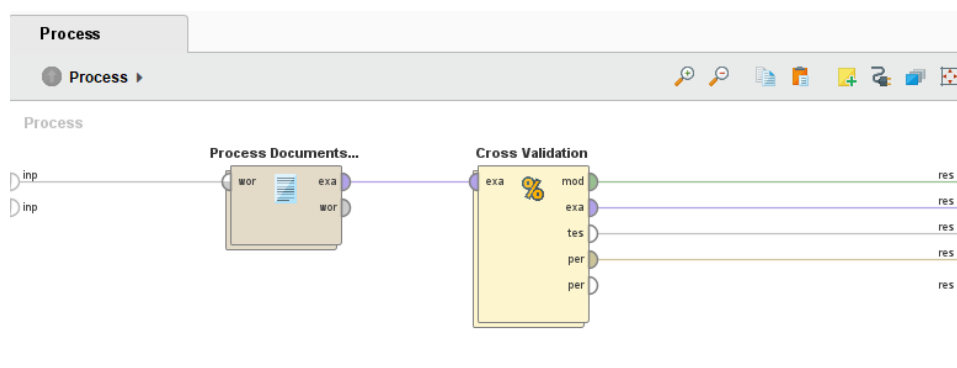 Process
Process
Process
Process Documents...
Cross Validation
inp
wor
exa
exa
mod
res
inp
wor
exa
res
tes
res
per
res
per
res